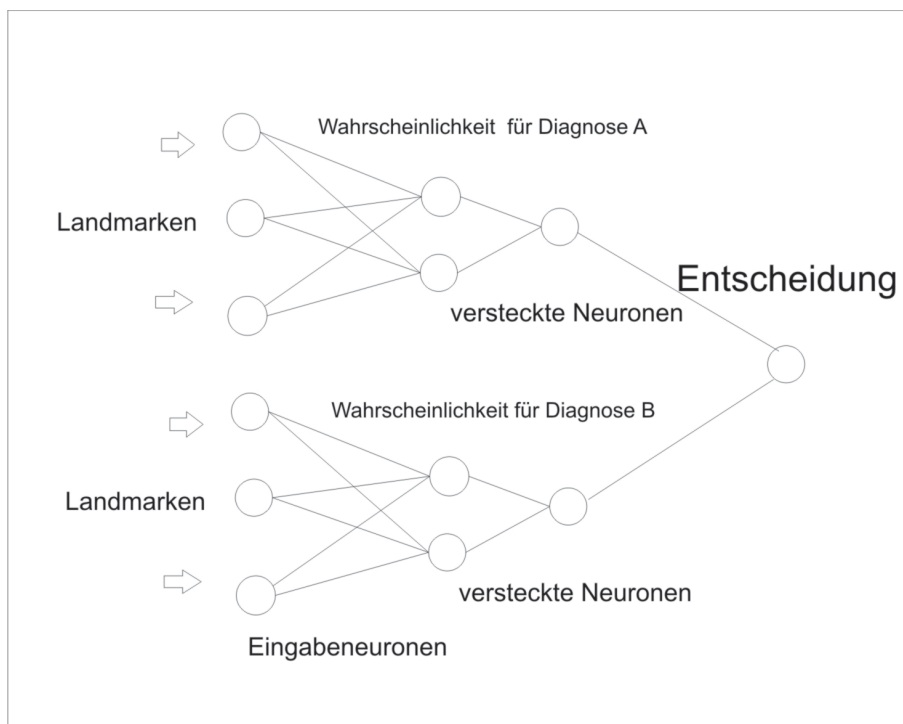 Wahrscheinlichkeit für Diagnose A
Landmarken
Entscheidung
versteckte Neuronen
Wahrscheinlichkeit für Diagnose B
Landmarken
versteckte Neuronen
Eingabeneuronen